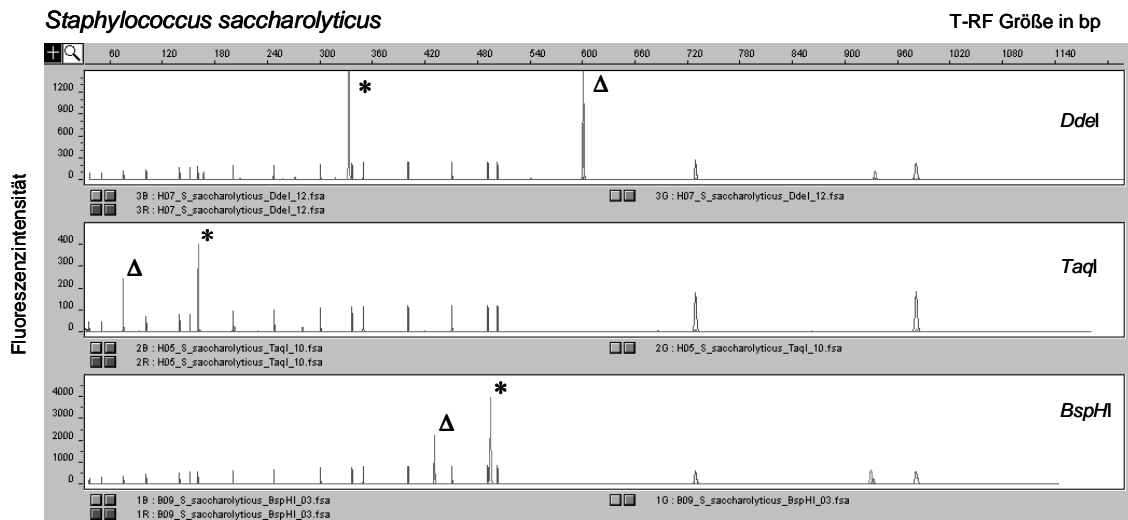 Staphylococcus saccharolyticus
T-RF Größe in bp
60 120 180 240 300 360 420 480 540 600 660 720 780 840 900 960 1020 1080 1140
Fluoreszenzintensität
1200
900
600
300
0
* Δ
DdeI
3B : H07_S_saccharolyticus_DdeI_12.fsa 3G : H07_S_saccharolyticus_DdeI_12.fsa
3R : H07_S_saccharolyticus_DdeI_12.fsa
400
300
200
100
0
Δ *
TaqI
2B : H05_S_saccharolyticus_TaqI_10.fsa 2G : H05_S_saccharolyticus_TaqI_10.fsa
2R : H05_S_saccharolyticus_TaqI_10.fsa
4000
3000
2000
1000
0
Δ *
BspHI
1B : B09_S_saccharolyticus_BspHI_03.fsa 1G : B09_S_saccharolyticus_BspHI_03.fsa
1R : B09_S_saccharolyticus_BspHI_03.fsa